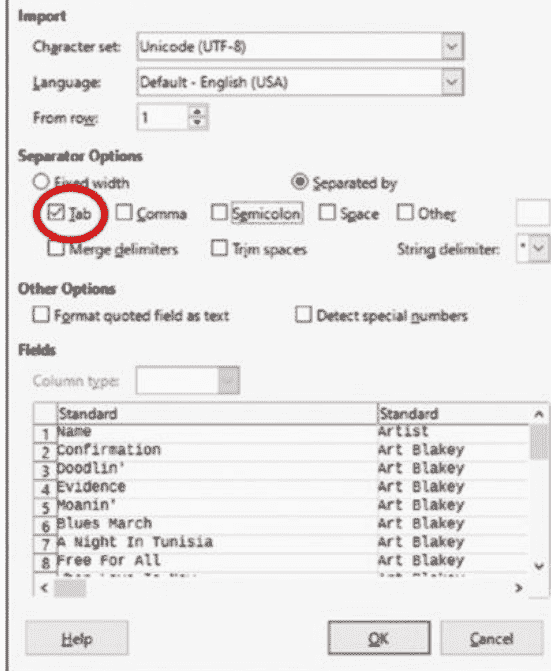 Import
Character set: Unicode (UTF-8)
Language: Default - English (USA)
From row: 1
Separator Options
Fixed width Separated by
Tab Comma Semicolon Space Other
Merge delimiters Trim spaces String delimiter: "
Other Options
Format quoted field as text Detect special numbers
Fields
Column type:
Standard Standard
1 Name Artist
2 Confirmation Art Blakey
3 Doodlin' Art Blakey
4 Evidence Art Blakey
5 Moanin' Art Blakey
6 Blues March Art Blakey
7 A Night In Tunisia Art Blakey
8 Free For All Art Blakey
Help OK Cancel